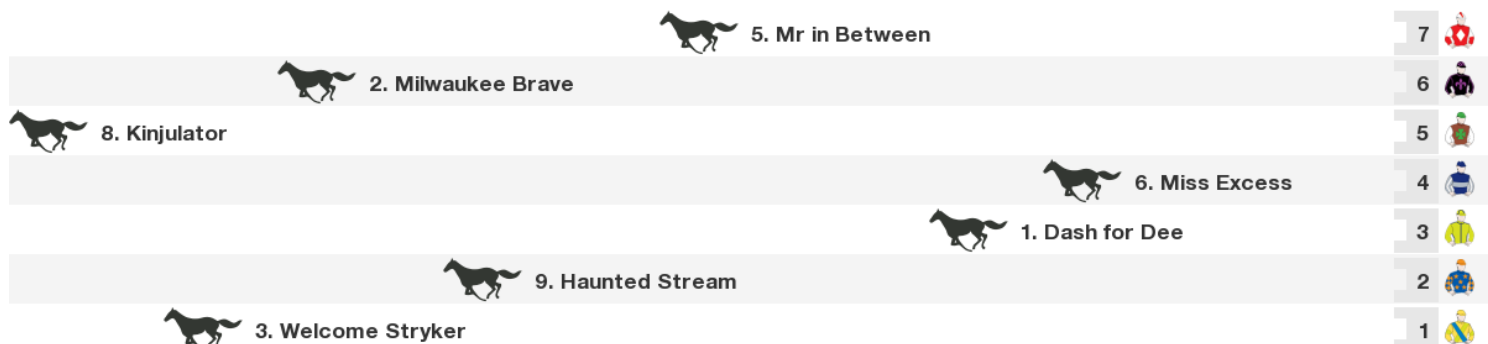 5. Mr in Between 7
2. Milwaukee Brave 6
8. Kinjulator 5
6. Miss Excess 4
1. Dash for Dee 3
9. Haunted Stream 2
3. Welcome Stryker 1